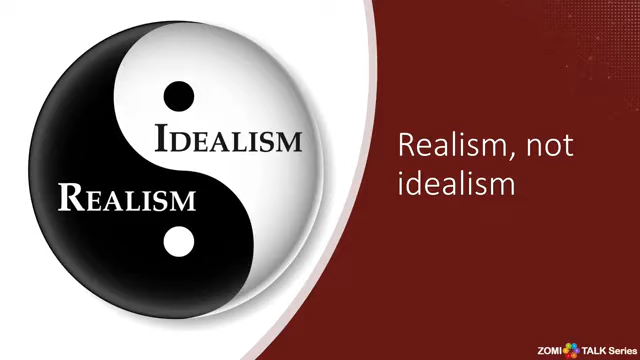 IDEALISM
REALISM
Realism, not
idealism
ZOMI TALK Series